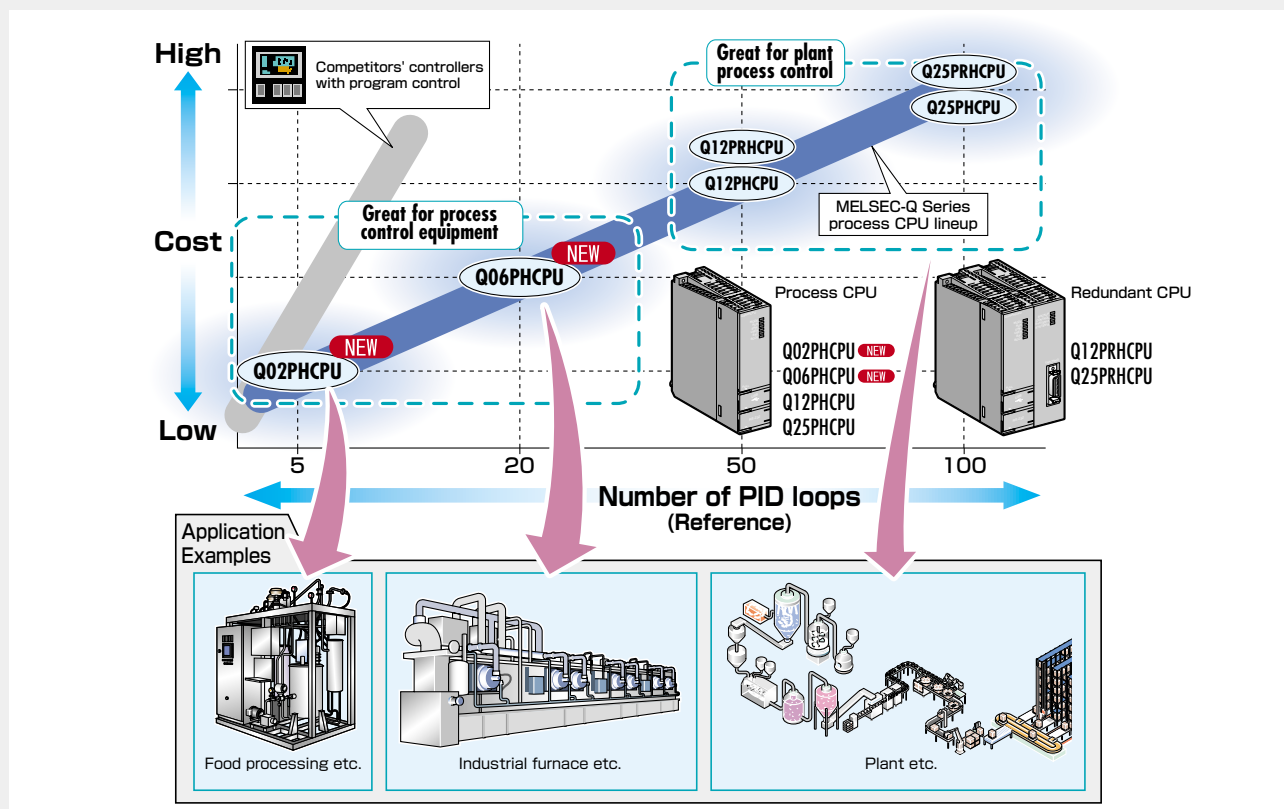 High
Cost
Low
Competitors' controllers
with program control
Great for plant
process control
Q25PRHCPU
Q25PHCPU
Q12PRHCPU
Q12PHCPU
MELSEC-Q Series
process CPU lineup
Great for process
control equipment
NEW
Q06PHCPU
NEW
Q02PHCPU
Process CPU
Q02PHCPU NEW
Q06PHCPU NEW
Q12PHCPU
Q25PHCPU
Redundant CPU
Q12PRHCPU
Q25PRHCPU
5 20 50 100
Number of PID loops
(Reference)
Application
Examples
Food processing etc.
Industrial furnace etc.
Plant etc.